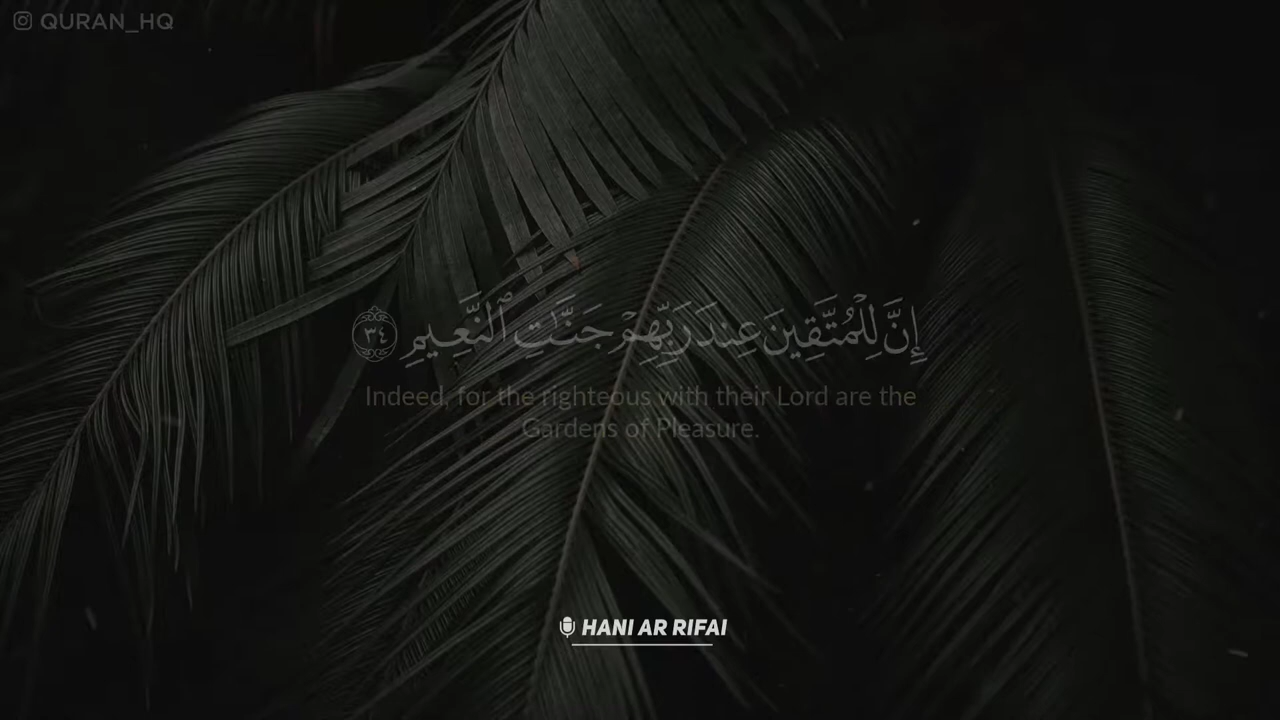 QURAN_HQ
إِنَّ لِلْمُتَّقِينَ عِندَ رَبِّهِمْ جَنَّٰتِ ٱلنَّعِيمِ ٣٤
Indeed, for the righteous with their Lord are the
Gardens of Pleasure.
HANI AR RIFAI